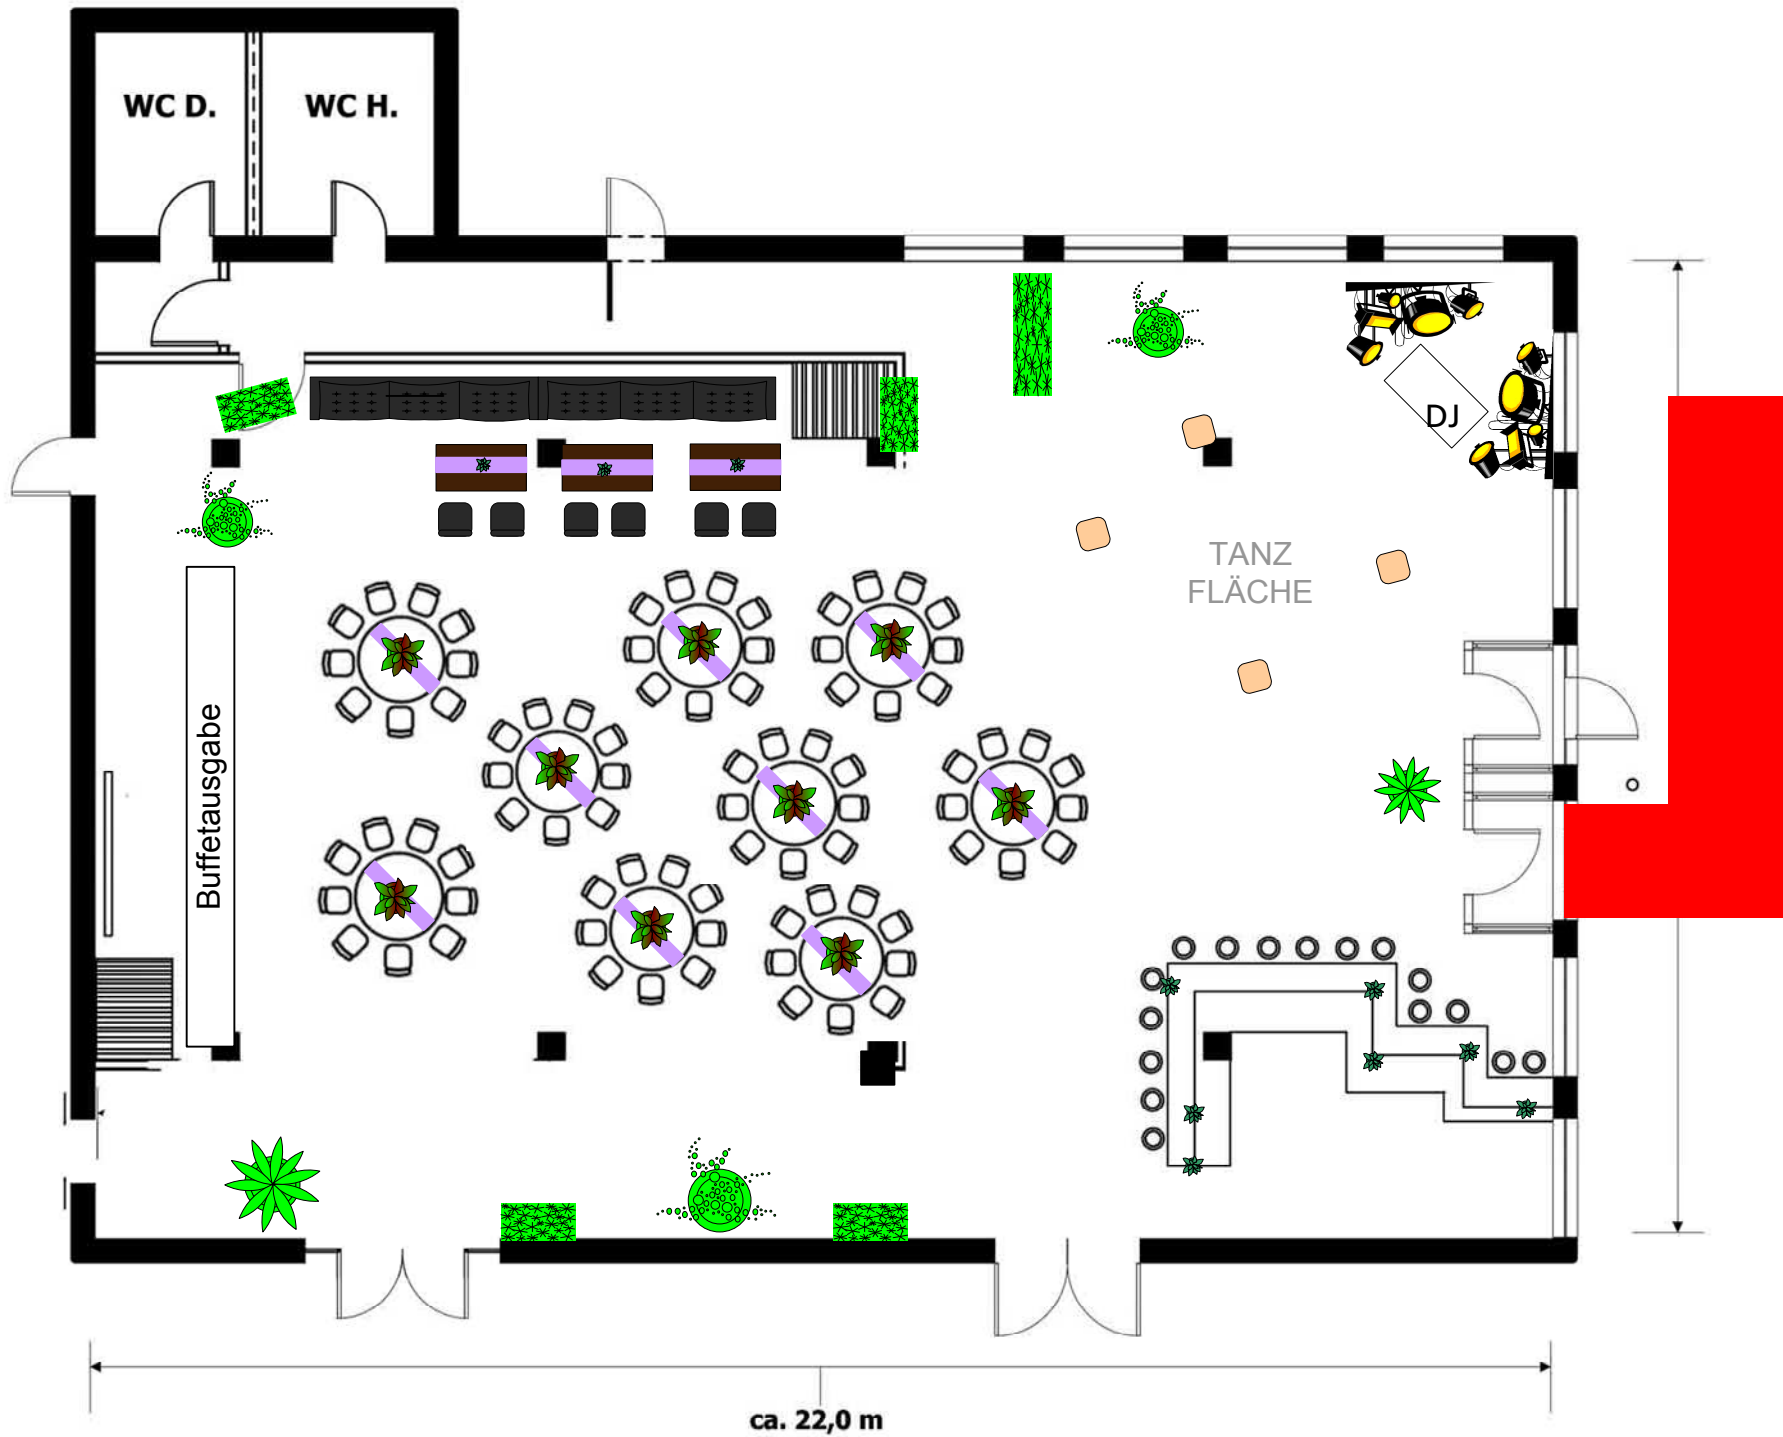 WC D.
WC H.
DJ
TANZ
FLÄCHE
Buffetausgabe
ca. 22,0 m